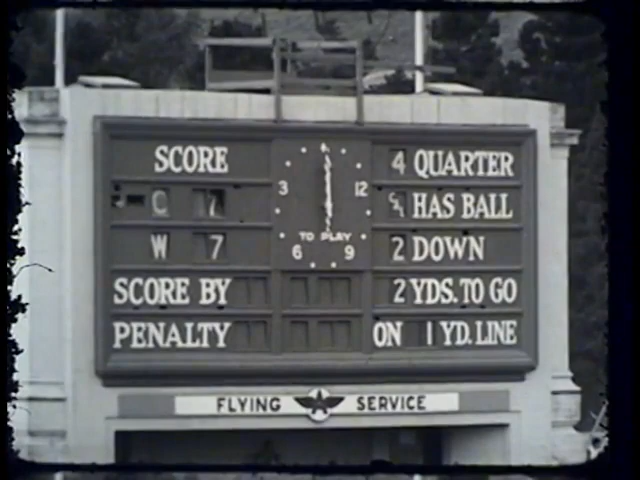 SCORE
C 7
W 7
SCORE BY
PENALTY
3 12
TO PLAY
6 9
4 QUARTER
HAS BALL
2 DOWN
2 YDS. TO GO
ON 1 YD. LINE
FLYING SERVICE